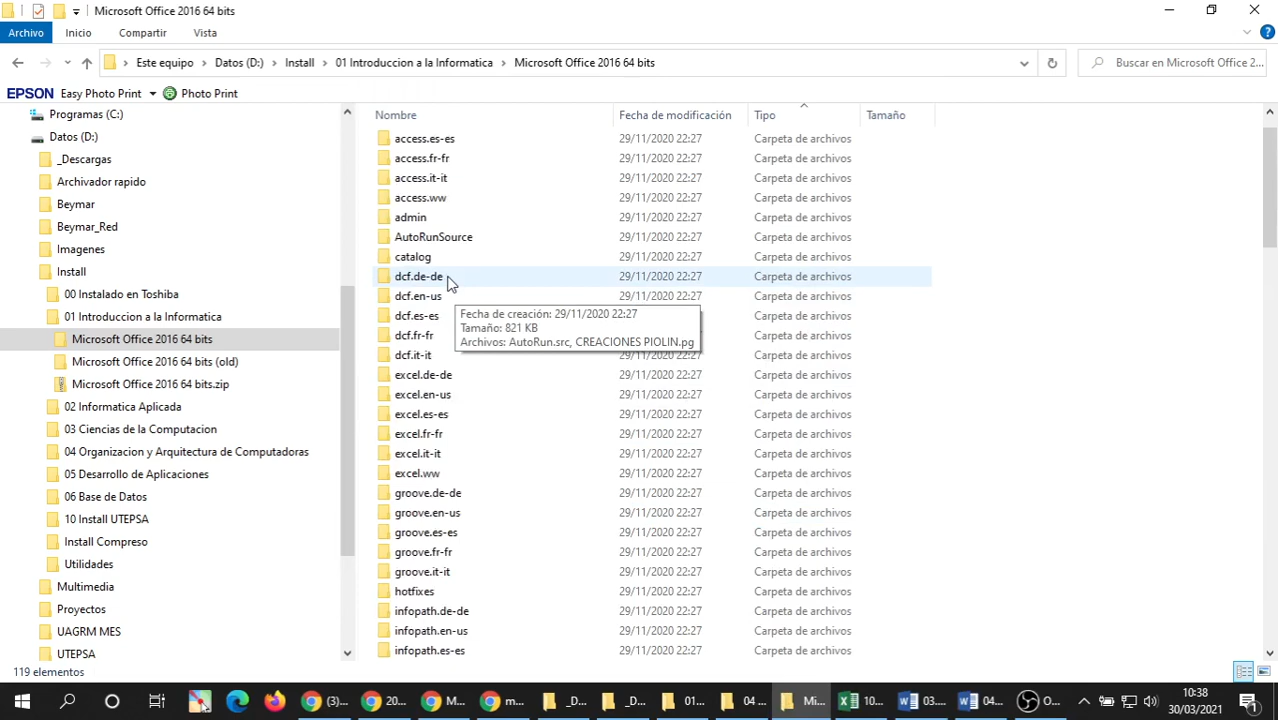 Microsoft Office 2016 64 bits
Archivo Inicio Compartir Vista
Este equipo Datos (D:) Install 01 Introduccion a la Informatica Microsoft Office 2016 64 bits
Buscar en Microsoft Office 2...
EPSON Easy Photo Print Photo Print
Programas (C:)
Datos (D:)
_Descargas
Archivador rapido
Beymar
Beymar_Red
Imagenes
Install
00 Instalado en Toshiba
01 Introduccion a la Informatica
Microsoft Office 2016 64 bits
Microsoft Office 2016 64 bits (old)
Microsoft Office 2016 64 bits.zip
02 Informatica Aplicada
03 Ciencias de la Computacion
04 Organizacion y Arquitectura de Computadoras
05 Desarrollo de Aplicaciones
06 Base de Datos
10 Install UTEPSA
Install Compreso
Utilidades
Multimedia
Proyectos
UAGRM MES
UTEPSA
Nombre Fecha de modificación Tipo Tamaño
access.es-es 29/11/2020 22:27 Carpeta de archivos
access.fr-fr 29/11/2020 22:27 Carpeta de archivos
access.it-it 29/11/2020 22:27 Carpeta de archivos
access.ww 29/11/2020 22:27 Carpeta de archivos
admin 29/11/2020 22:27 Carpeta de archivos
AutoRunSource 29/11/2020 22:27 Carpeta de archivos
catalog 29/11/2020 22:27 Carpeta de archivos
dcf.de-de 29/11/2020 22:27 Carpeta de archivos
dcf.en-us 29/11/2020 22:27 Carpeta de archivos
dcf.es-es Carpeta de archivos
dcf.fr-fr Carpeta de archivos
dcf.it-it 29/11/2020 22:27 Carpeta de archivos
Fecha de creación: 29/11/2020 22:27
Tamaño: 821 KB
Archivos: AutoRun.src, CREACIONES PIOLIN.pg
excel.de-de 29/11/2020 22:27 Carpeta de archivos
excel.en-us 29/11/2020 22:27 Carpeta de archivos
excel.es-es 29/11/2020 22:27 Carpeta de archivos
excel.fr-fr 29/11/2020 22:27 Carpeta de archivos
excel.it-it 29/11/2020 22:27 Carpeta de archivos
excel.ww 29/11/2020 22:27 Carpeta de archivos
groove.de-de 29/11/2020 22:27 Carpeta de archivos
groove.en-us 29/11/2020 22:27 Carpeta de archivos
groove.es-es 29/11/2020 22:27 Carpeta de archivos
groove.fr-fr 29/11/2020 22:27 Carpeta de archivos
groove.it-it 29/11/2020 22:27 Carpeta de archivos
hotfixes 29/11/2020 22:27 Carpeta de archivos
infopath.de-de 29/11/2020 22:27 Carpeta de archivos
infopath.en-us 29/11/2020 22:27 Carpeta de archivos
infopath.es-es 29/11/2020 22:27 Carpeta de archivos
119 elementos
(3)... 20... M... m... _D... _D... 01... 04 ... Mi... 10... 03.... 04... O... 10:38
30/03/2021
1